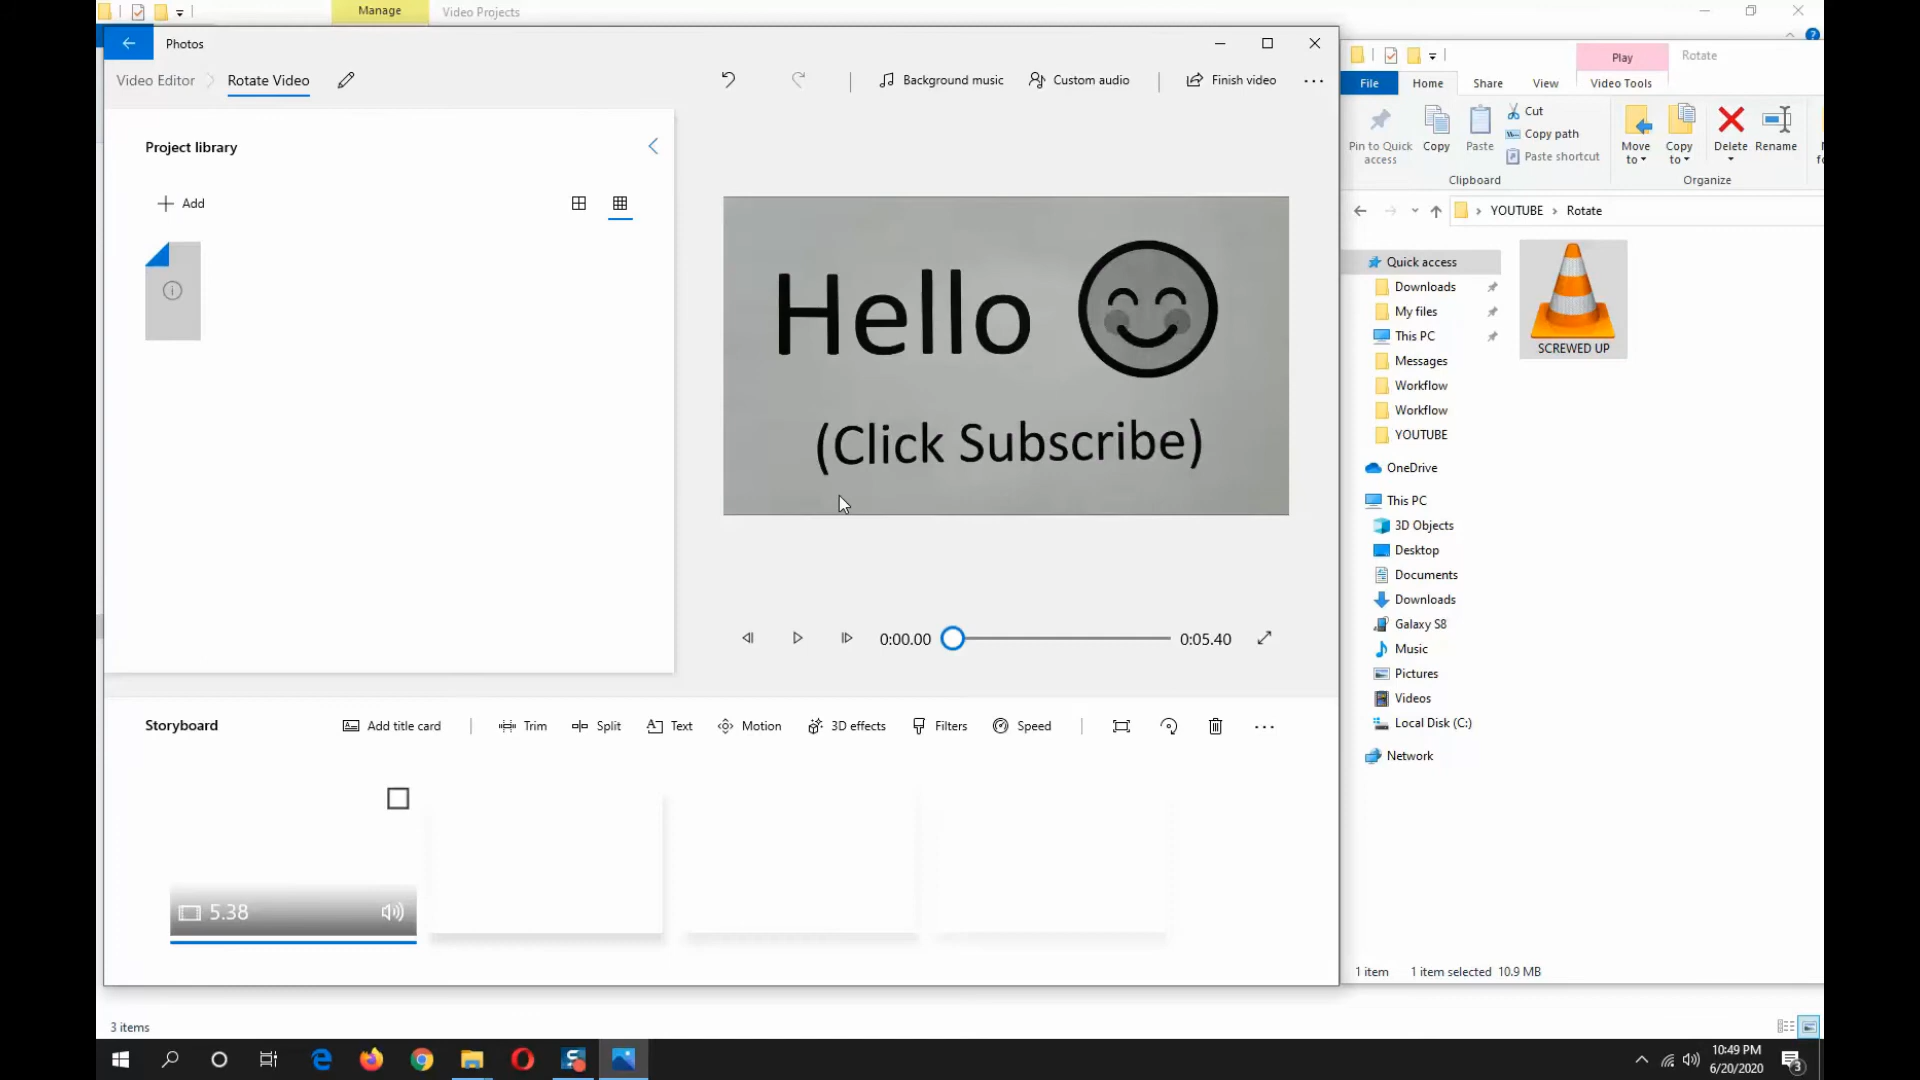 Manage
Video Projects
Photos
Video Editor
Rotate Video
Background music
Custom audio
Finish video
Project library
Add
Hello
(Click Subscribe)
0:00.00
0:05.40
Storyboard
Add title card
Trim
Split
Text
Motion
3D effects
Filters
Speed
5.38
3 items
Play
Rotate
File
Home
Share
View
Video Tools
Pin to Quick access
Copy
Paste
Cut
Copy path
Paste shortcut
Clipboard
Move to
Copy to
Delete
Rename
Organize
YOUTUBE
Rotate
Quick access
Downloads
My files
This PC
Messages
Workflow
Workflow
YOUTUBE
OneDrive
This PC
3D Objects
Desktop
Documents
Downloads
Galaxy S8
Music
Pictures
Videos
Local Disk (C:)
Network
SCREWED UP
1 item
1 item selected 10.9 MB
10:49 PM
6/20/2020
3